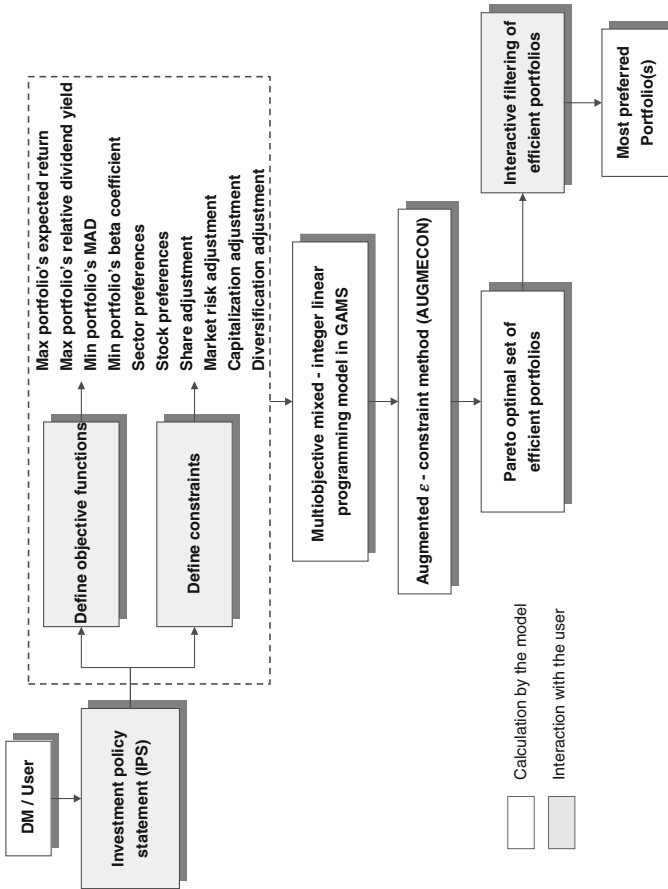 DM / User
Investment policy
statement (IPS)
Define objective functions
Max portfolio's expected return
Max portfolio's relative dividend yield
Min portfolio's MAD
Min portfolio's beta coefficient
Define constraints
Sector preferences
Stock preferences
Share adjustment
Market risk adjustment
Capitalization adjustment
Diversification adjustment
Multiobjective mixed - integer linear
programming model in GAMS
Augmented ε - constraint method (AUGMECON)
Pareto optimal set of
efficient portfolios
Interactive filtering of
efficient portfolios
Most preferred
Portfolio(s)
Calculation by the model
Interaction with the user